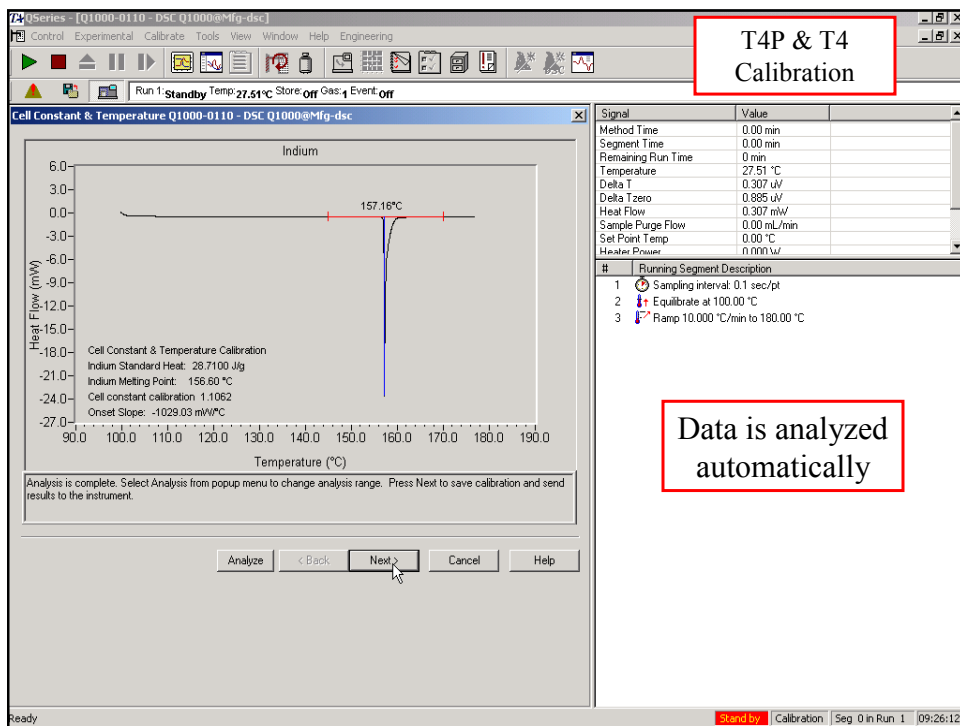 QSeries - [Q1000-0110 - DSC Q1000@Mfg-dsc]
Control Experimental Calibrate Tools View Window Help Engineering
T4P & T4
Calibration
Run 1: Standby Temp: 27.51°C Store: Off Gas: 1 Event: Off
Cell Constant & Temperature Q1000-0110 - DSC Q1000@Mfg-dsc
Indium
6.0
3.0
0.0
-3.0
-6.0
-9.0
-12.0
-15.0
-18.0
-21.0
-24.0
-27.0
Heat Flow (mW)
157.16°C
Cell Constant & Temperature Calibration
Indium Standard Heat: 28.7100 J/g
Indium Melting Point: 156.60 °C
Cell constant calibration 1.1062
Onset Slope: -1029.03 mW/°C
90.0 100.0 110.0 120.0 130.0 140.0 150.0 160.0 170.0 180.0 190.0
Temperature (°C)
Analysis is complete. Select Analysis from popup menu to change analysis range. Press Next to save calibration and send
results to the instrument.
Analyze < Back Next > Cancel Help
Signal Value
Method Time 0.00 min
Segment Time 0.00 min
Remaining Run Time 0 min
Temperature 27.51 °C
Delta T 0.307 uV
Delta Tzero 0.885 uV
Heat Flow 0.307 mW
Sample Purge Flow 0.00 mL/min
Set Point Temp 0.00 °C
Heater Power 0.000 W
# Running Segment Description
1 Sampling interval: 0.1 sec/pt
2 Equilibrate at 100.00 °C
3 Ramp 10.000 °C/min to 180.00 °C
Data is analyzed
automatically
Ready
Stand by Calibration Seg 0 in Run 1 09:26:12